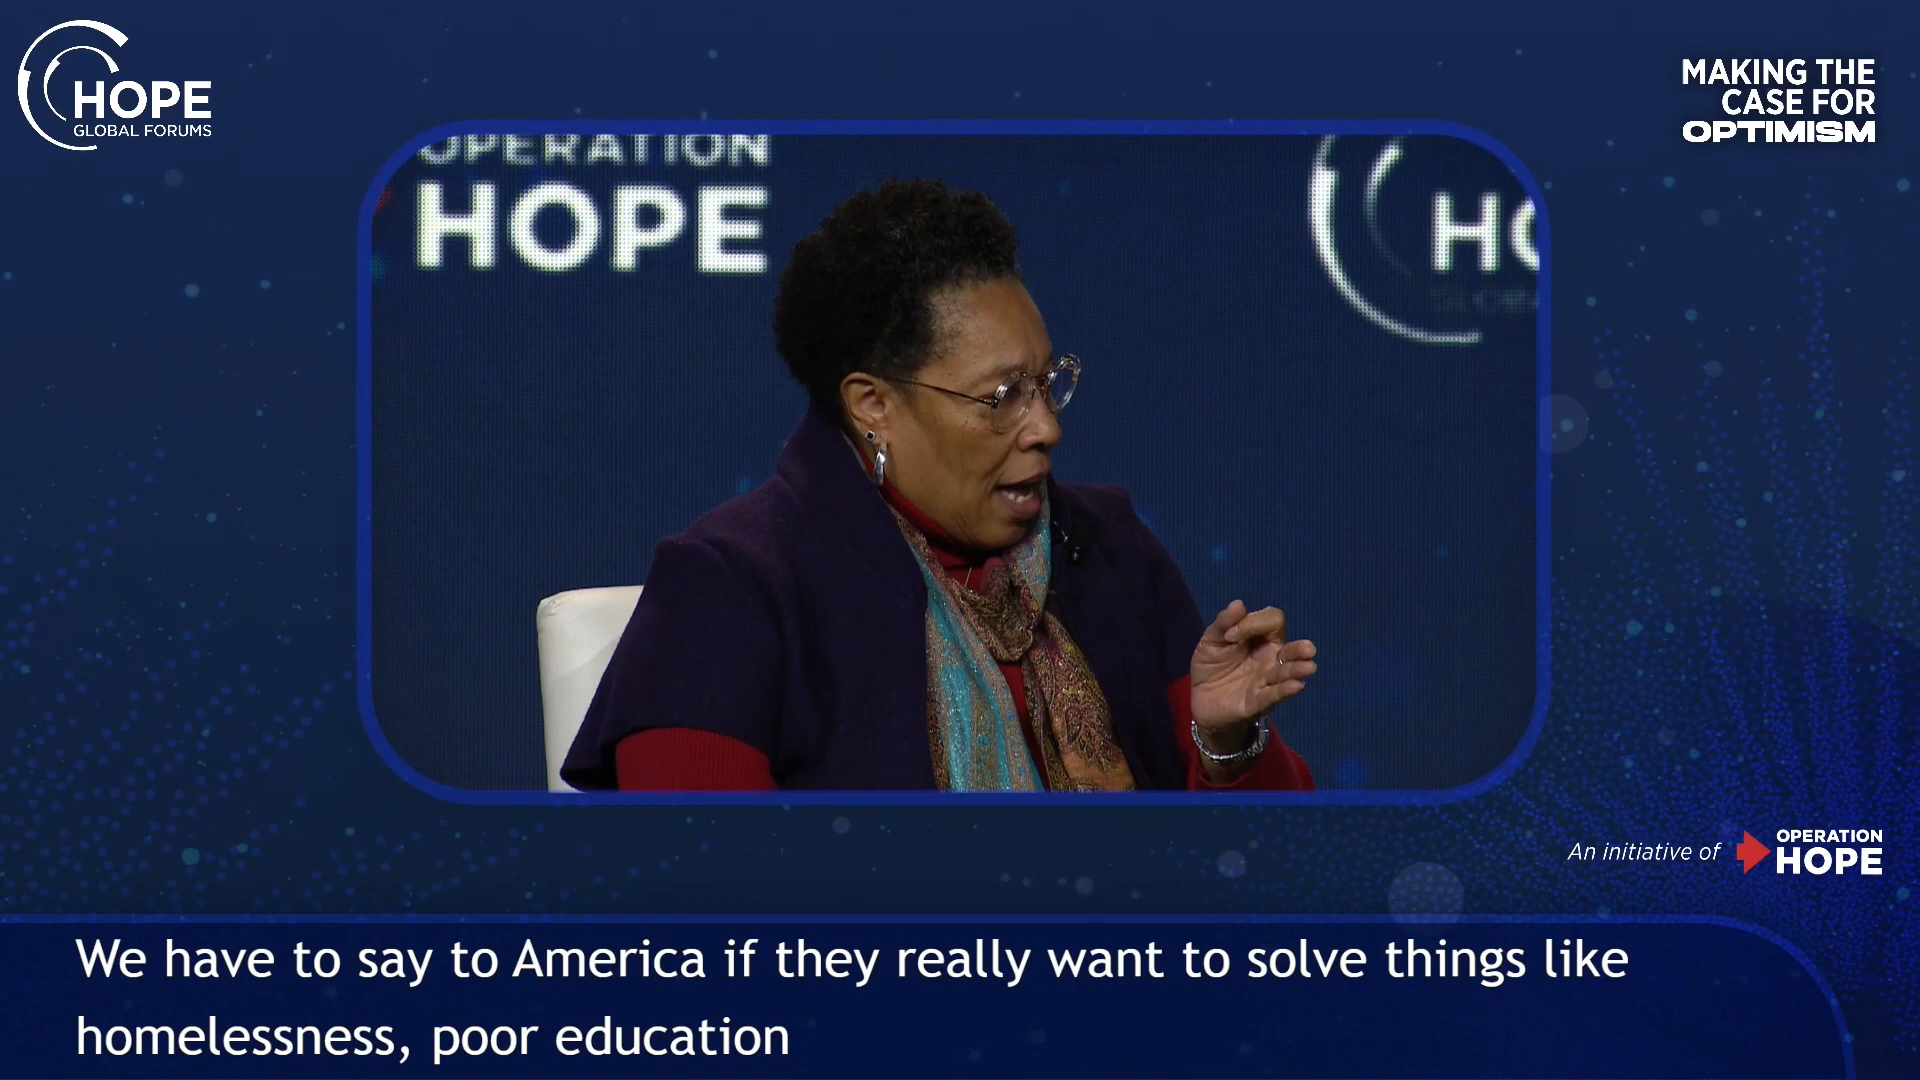 HOPE
GLOBAL FORUMS
MAKING THE
CASE FOR
OPTIMISM
OPERATION
HOPE
An initiative of
OPERATION
HOPE
We have to say to America if they really want to solve things like
homelessness, poor education